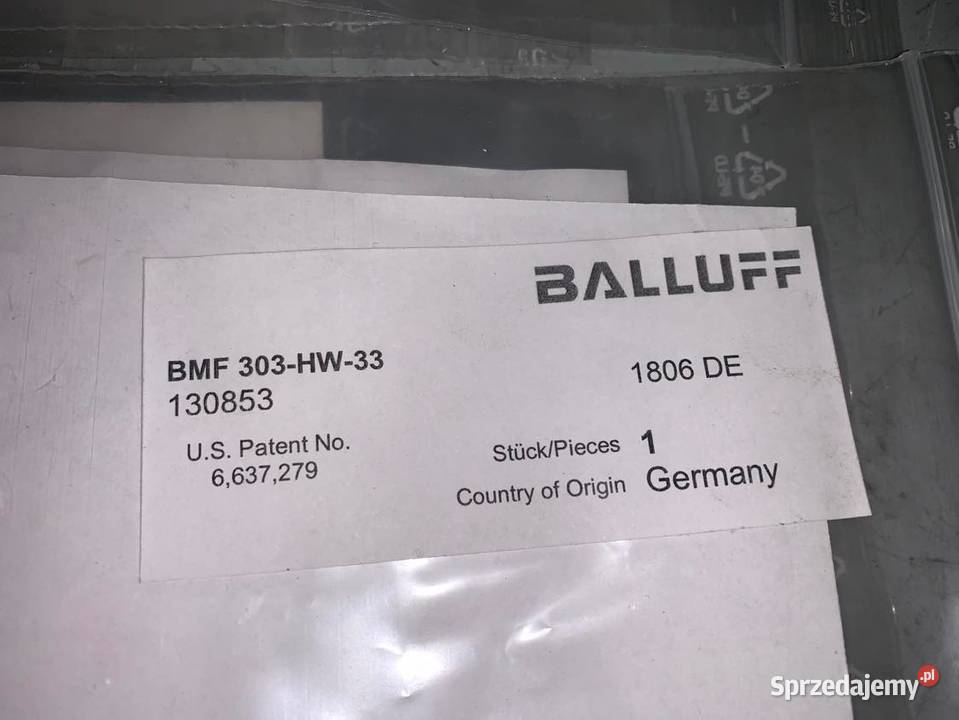 BALLUFF
BMF 303-HW-33
1806 DE
130853
U.S. Patent No.
6,637,279
Stück/Pieces 1
Country of Origin Germany
Sprzedajemy.pl